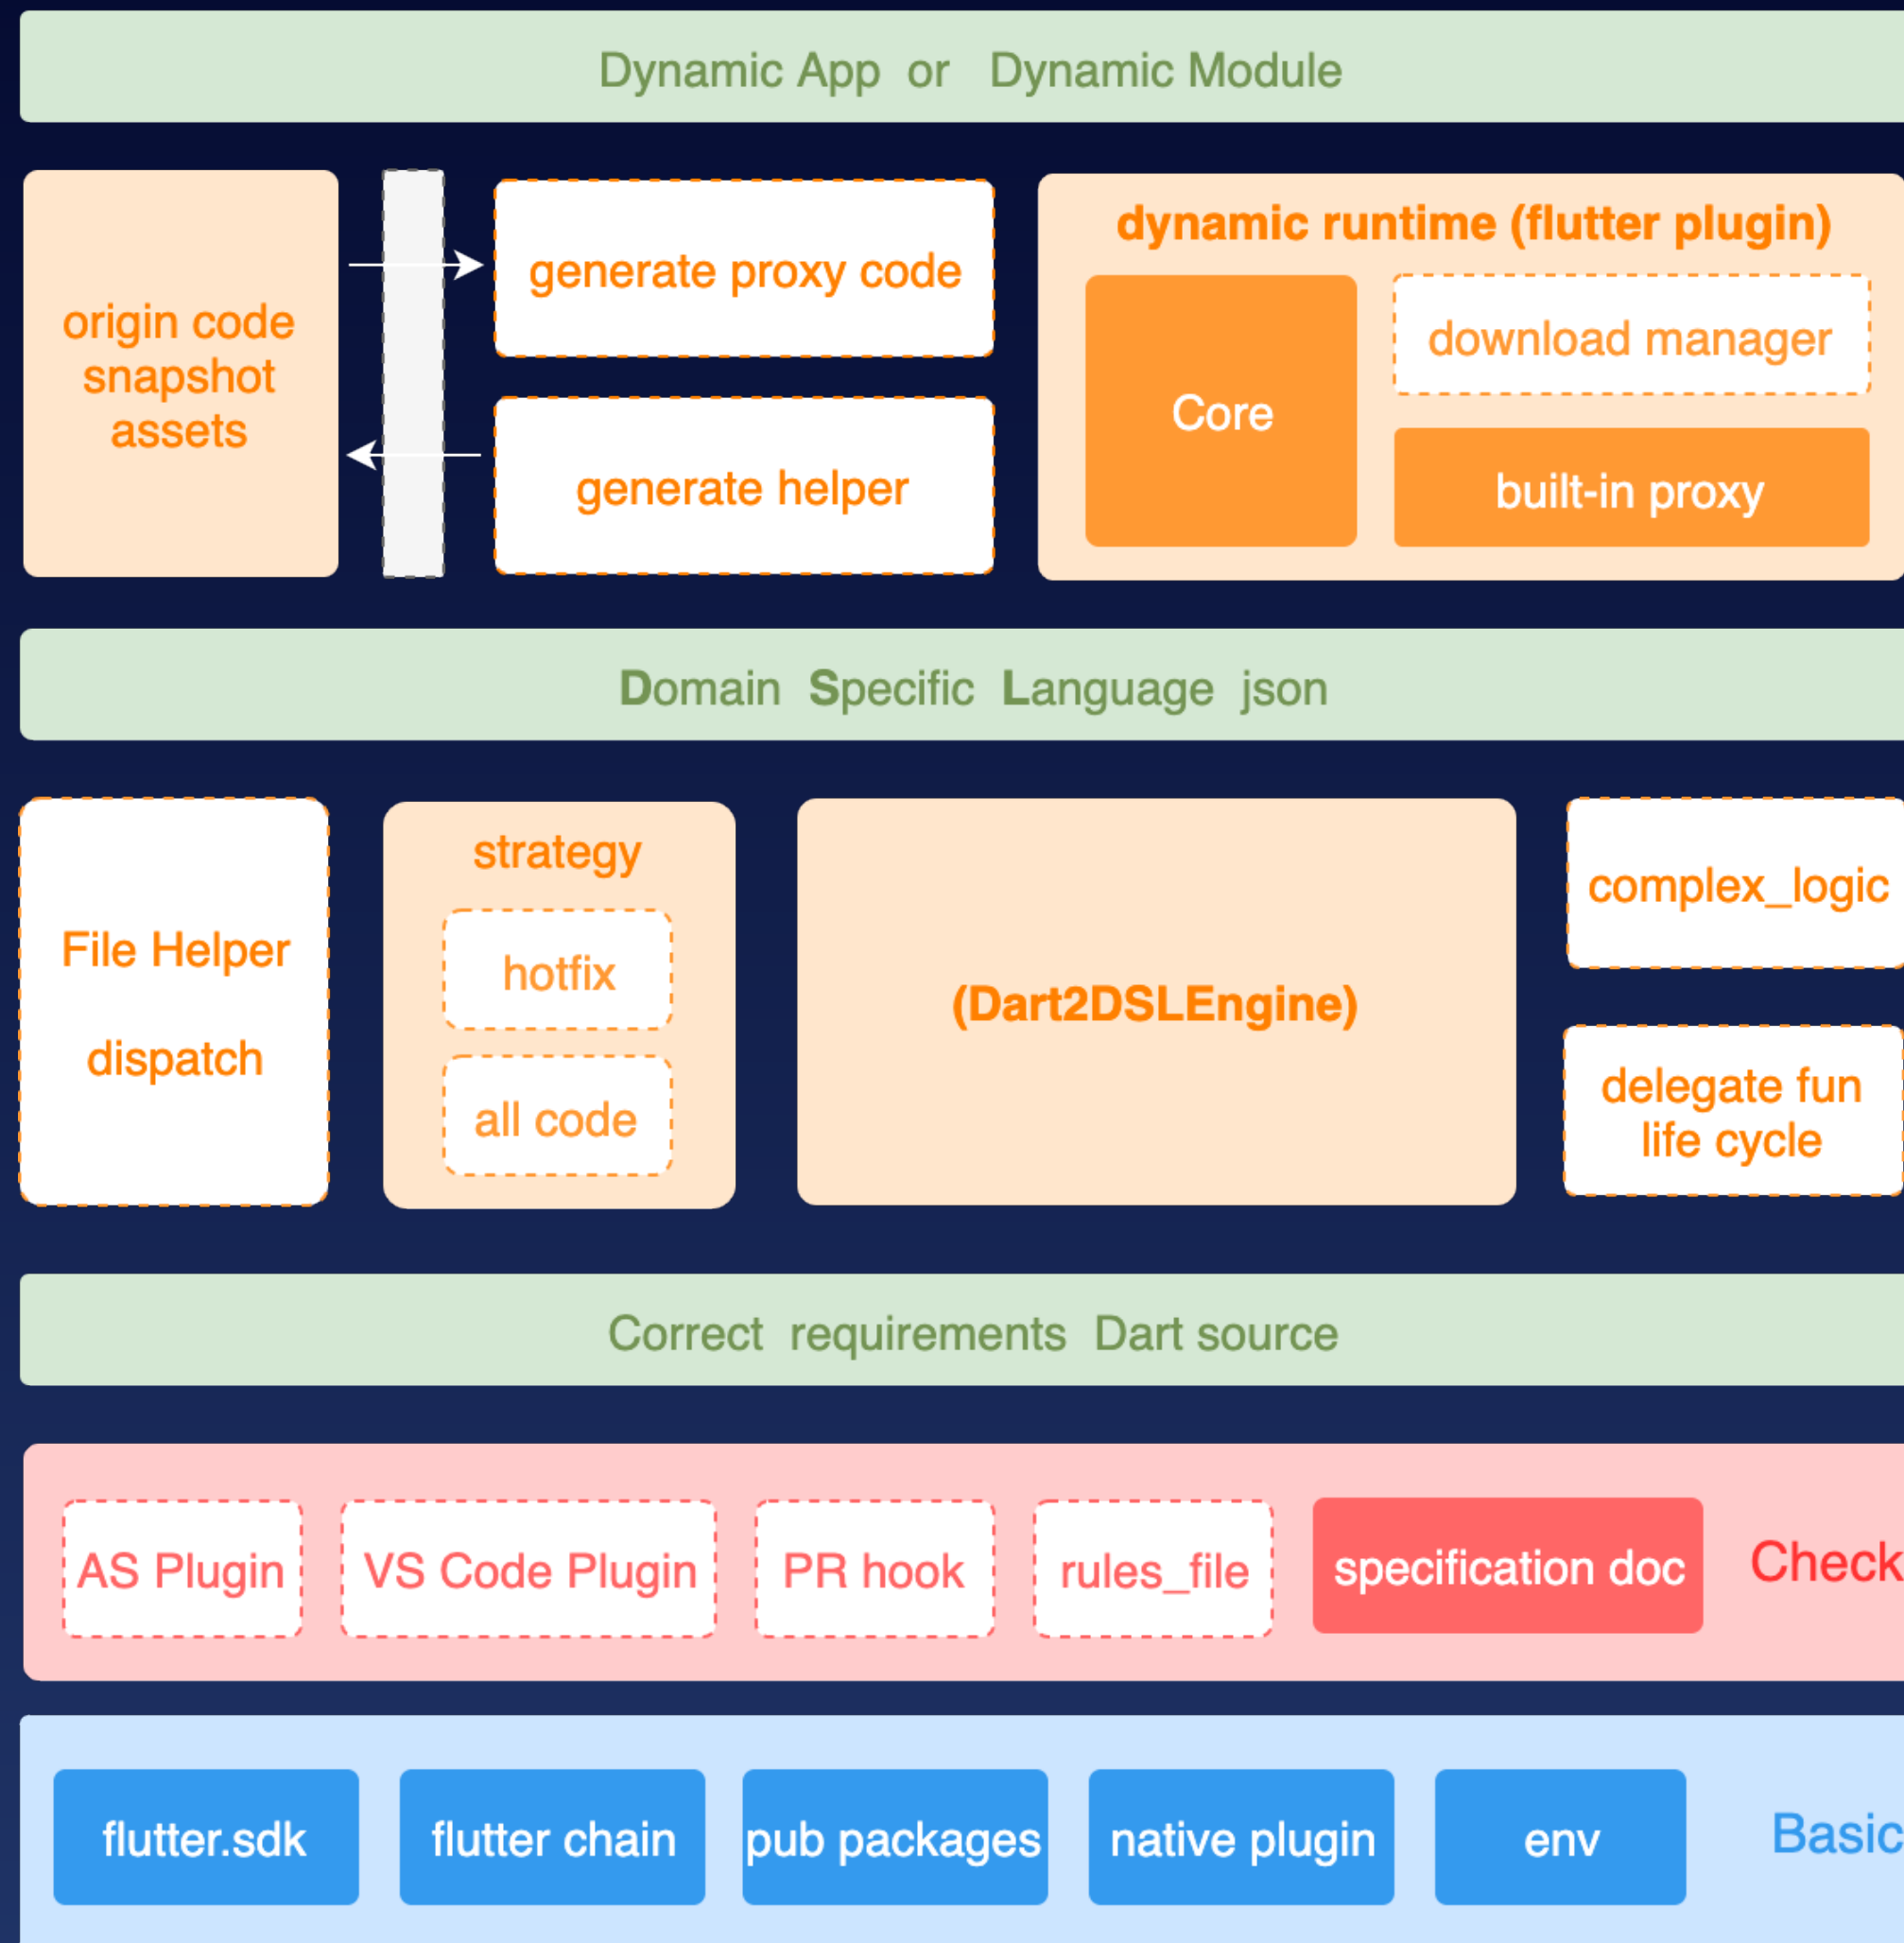 Dynamic App or Dynamic Module
origin code
snapshot
assets
generate proxy code
generate helper
dynamic runtime (flutter plugin)
Core
download manager
built-in proxy
Domain Specific Language json
File Helper
dispatch
strategy
hotfix
all code
(Dart2DSLEngine)
complex_logic
delegate fun
life cycle
Correct requirements Dart source
AS Plugin
VS Code Plugin
PR hook
rules_file
specification doc
Check
flutter.sdk
flutter chain
pub packages
native plugin
env
Basic